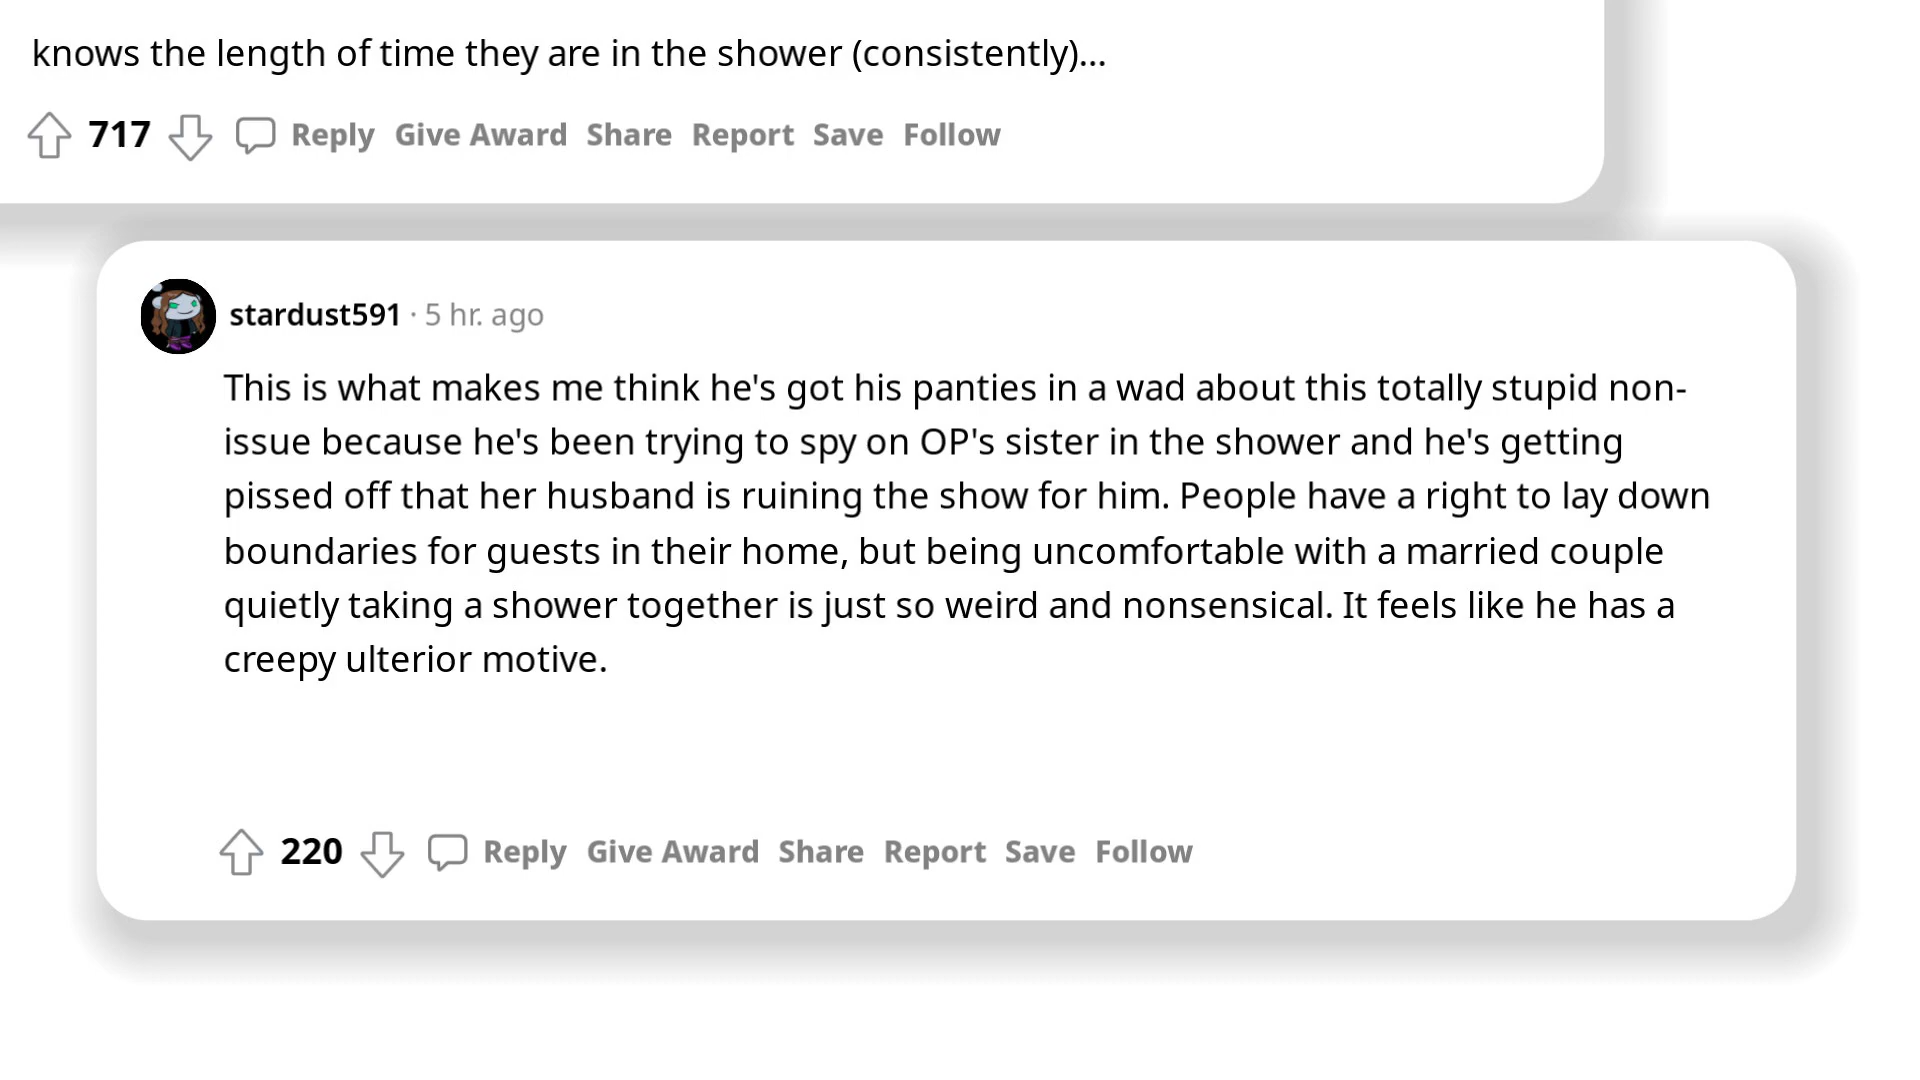 knows the length of time they are in the shower (consistently)...
717 Reply Give Award Share Report Save Follow
stardust591 · 5 hr. ago
This is what makes me think he's got his panties in a wad about this totally stupid non-
issue because he's been trying to spy on OP's sister in the shower and he's getting
pissed off that her husband is ruining the show for him. People have a right to lay down
boundaries for guests in their home, but being uncomfortable with a married couple
quietly taking a shower together is just so weird and nonsensical. It feels like he has a
creepy ulterior motive.
220 Reply Give Award Share Report Save Follow